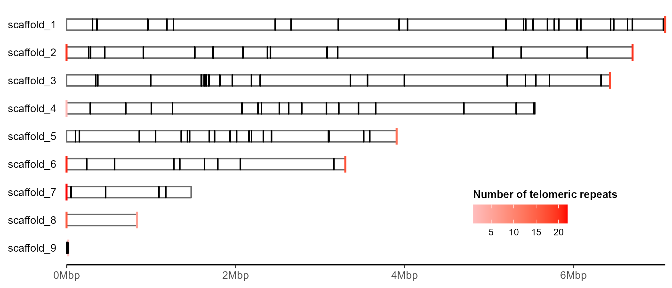 scaffold_1
scaffold_2
scaffold_3
scaffold_4
scaffold_5
scaffold_6
scaffold_7
scaffold_8
scaffold_9
Number of telomeric repeats
5 10 15 20
0Mbp 2Mbp 4Mbp 6Mbp